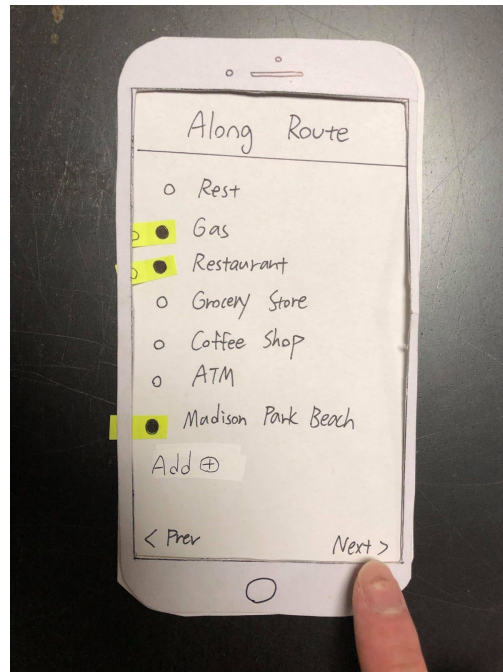 Along Route
Rest
Gas
Restaurant
Grocery Store
Coffee Shop
ATM
Madison Park Beach
Add ⊕
< Prev
Next >